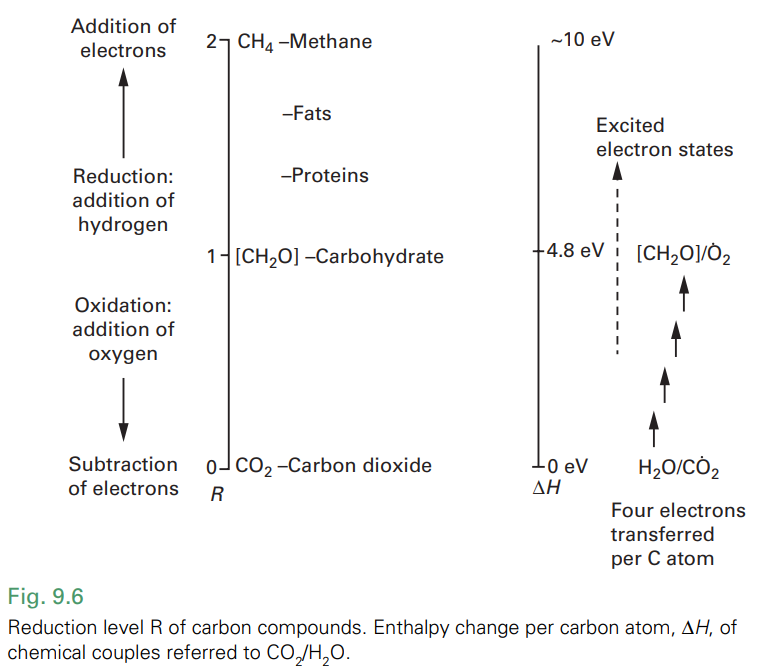 Addition of
electrons
2 CH₄ –Methane
~10 eV
–Fats
Excited
electron states
Reduction:
addition of
hydrogen
–Proteins
1 [CH₂O] –Carbohydrate
4.8 eV
[CH₂O]/Ȯ₂
Oxidation:
addition of
oxygen
Subtraction
of electrons
0 CO₂ –Carbon dioxide
R
0 eV
ΔH
H₂O/CȮ₂
Four electrons
transferred
per C atom
Fig. 9.6
Reduction level R of carbon compounds. Enthalpy change per carbon atom, ΔH, of
chemical couples referred to CO₂/H₂O.